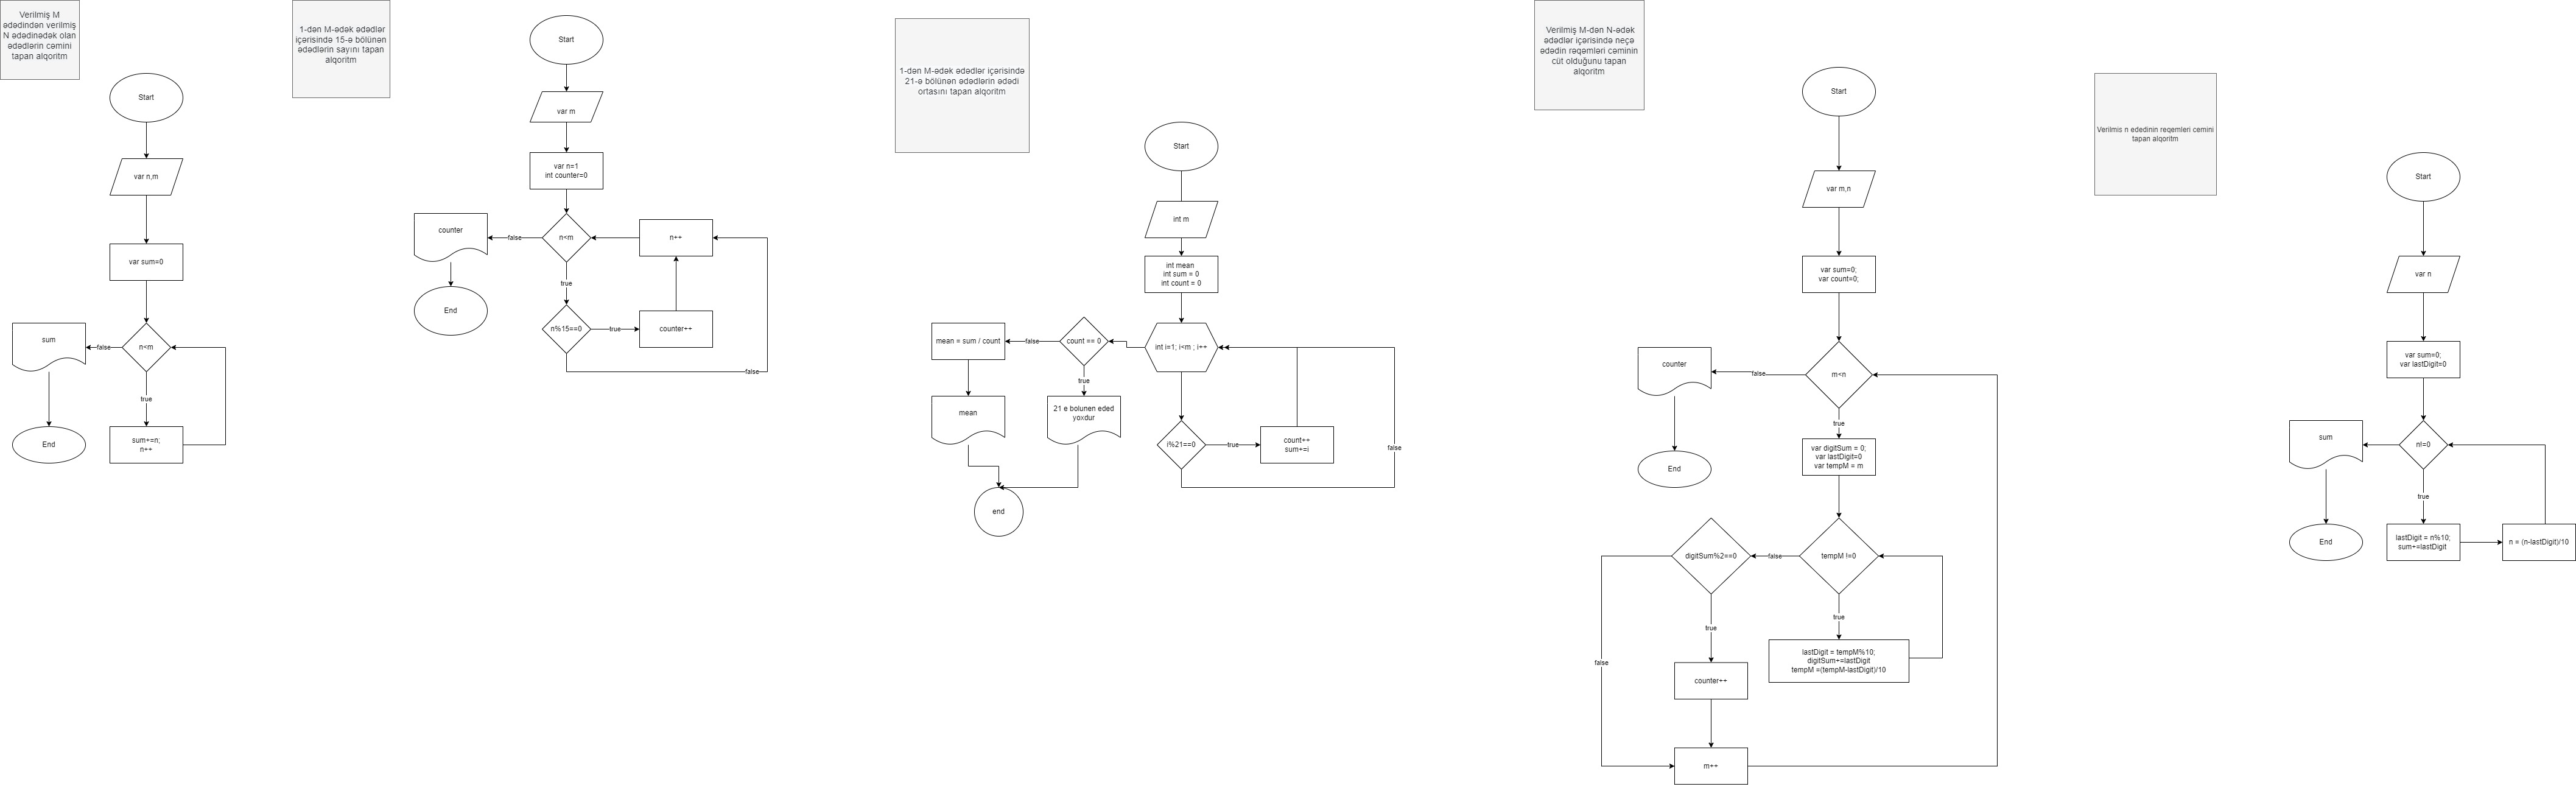 Verilmiş M
ədədindən verilmiş
N ədədinədək olan
ədədlərin cəmini
tapan alqoritm
Start
var n,m
var sum=0
n<m
false
sum
true
sum+=n;
n++
End
1-dən M-ədək ədədlər
içərisində 15-ə bölünən
ədədlərin sayını tapan
alqoritm
Start
var m
var n=1
int counter=0
n<m
false
counter
End
n++
true
n%15==0
true
counter++
false
1-dən M-ədək ədədlər içərisində
21-ə bölünən ədədlərin ədədi
ortasını tapan alqoritm
Start
int m
int mean
int sum = 0
int count = 0
int i=1; i<m ; i++
count == 0
false
mean = sum / count
true
mean
21 e bolunen eded
yoxdur
end
i%21==0
true
count++
sum+=i
false
Verilmiş M-dən N-ədək
ədədlər içərisində neçə
ədədin rəqəmləri cəminin
cüt olduğunu tapan
alqoritm
Start
var m,n
var sum=0;
var count=0;
m<n
false
counter
End
true
var digitSum = 0;
var lastDigit=0
var tempM = m
tempM !=0
false
digitSum%2==0
true
lastDigit = tempM%10;
digitSum+=lastDigit
tempM =(tempM-lastDigit)/10
true
false
counter++
m++
Verilmis n ededinin reqemleri cemini
tapan alqoritm
Start
var n
var sum=0;
var lastDigit=0
n!=0
sum
End
true
lastDigit = n%10;
sum+=lastDigit
n = (n-lastDigit)/10